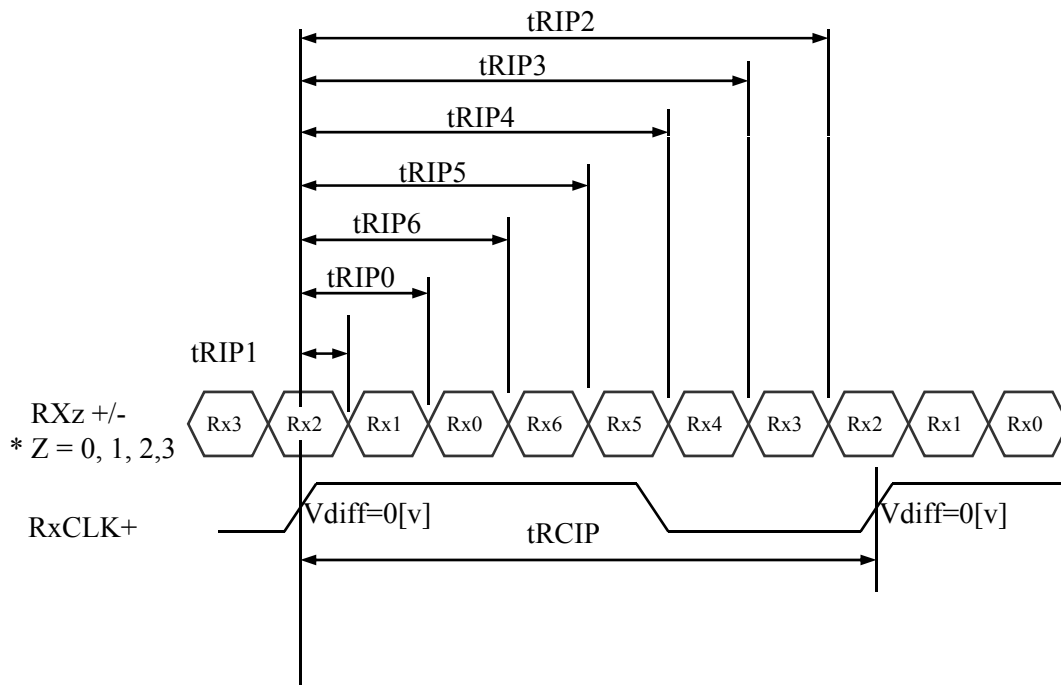 tRIP2
tRIP3
tRIP4
tRIP5
tRIP6
tRIP0
tRIP1
RXz +/-
Rx3 Rx2 Rx1 Rx0 Rx6 Rx5 Rx4 Rx3 Rx2 Rx1 Rx0
* Z = 0, 1, 2,3
Vdiff=0[v] Vdiff=0[v]
RxCLK+
tRCIP